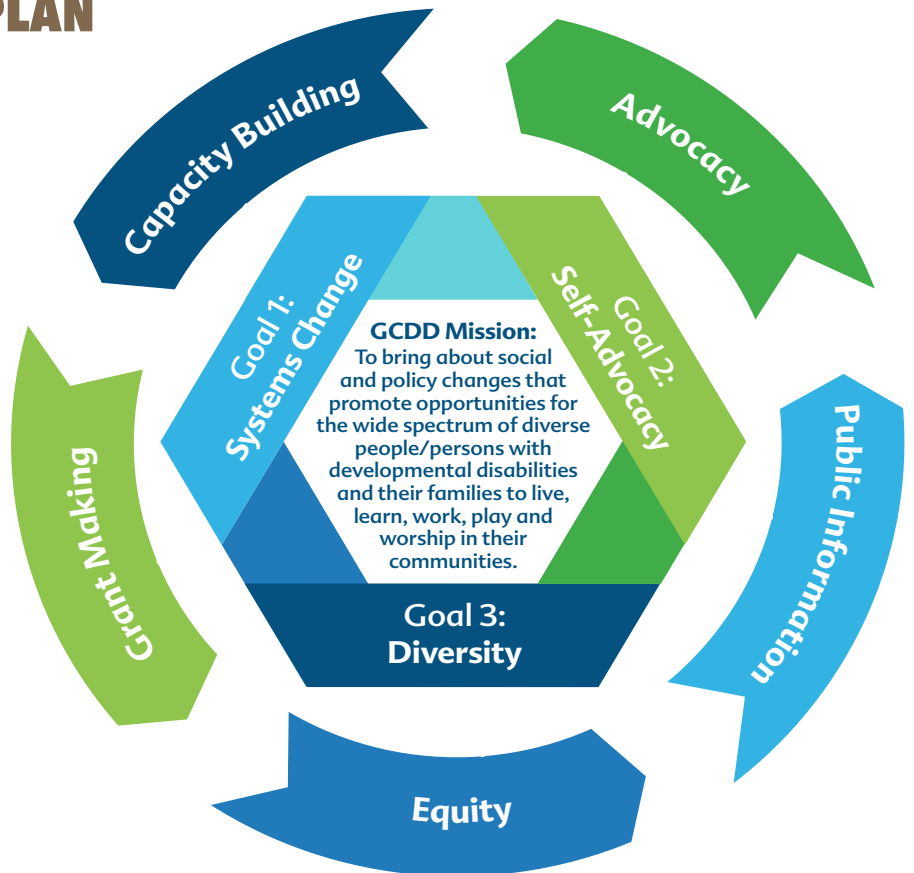 PLAN
Capacity Building
Advocacy
Goal 1:
Systems Change
Goal 2:
Self-Advocacy
GCDD Mission:
To bring about social
and policy changes that
promote opportunities for
the wide spectrum of diverse
people/persons with
developmental disabilities
and their families to live,
learn, work, play and
worship in their
communities.
Goal 3:
Diversity
Public Information
Grant Making
Equity